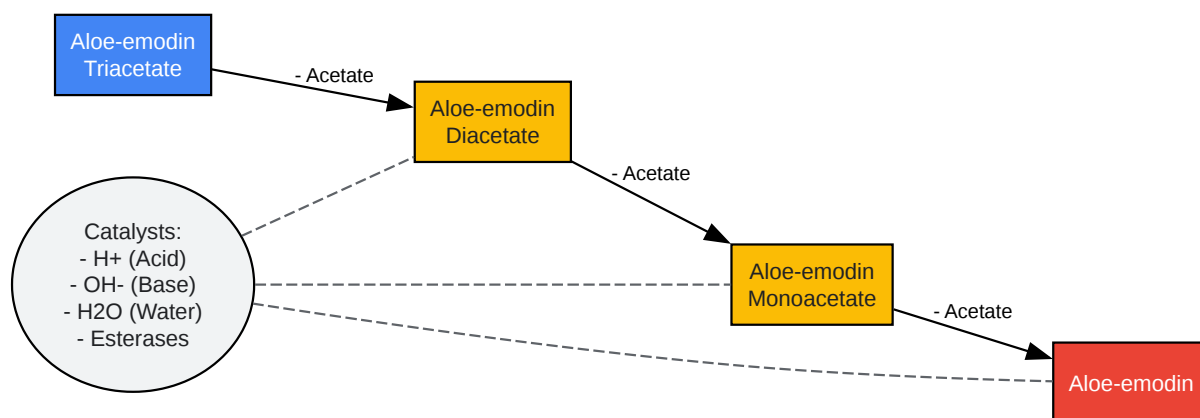 Aloe-emodin
Triacetate
- Acetate
Aloe-emodin
Diacetate
- Acetate
Catalysts:
- H+ (Acid)
- OH- (Base)
- H2O (Water)
- Esterases
Aloe-emodin
Monoacetate
- Acetate
Aloe-emodin